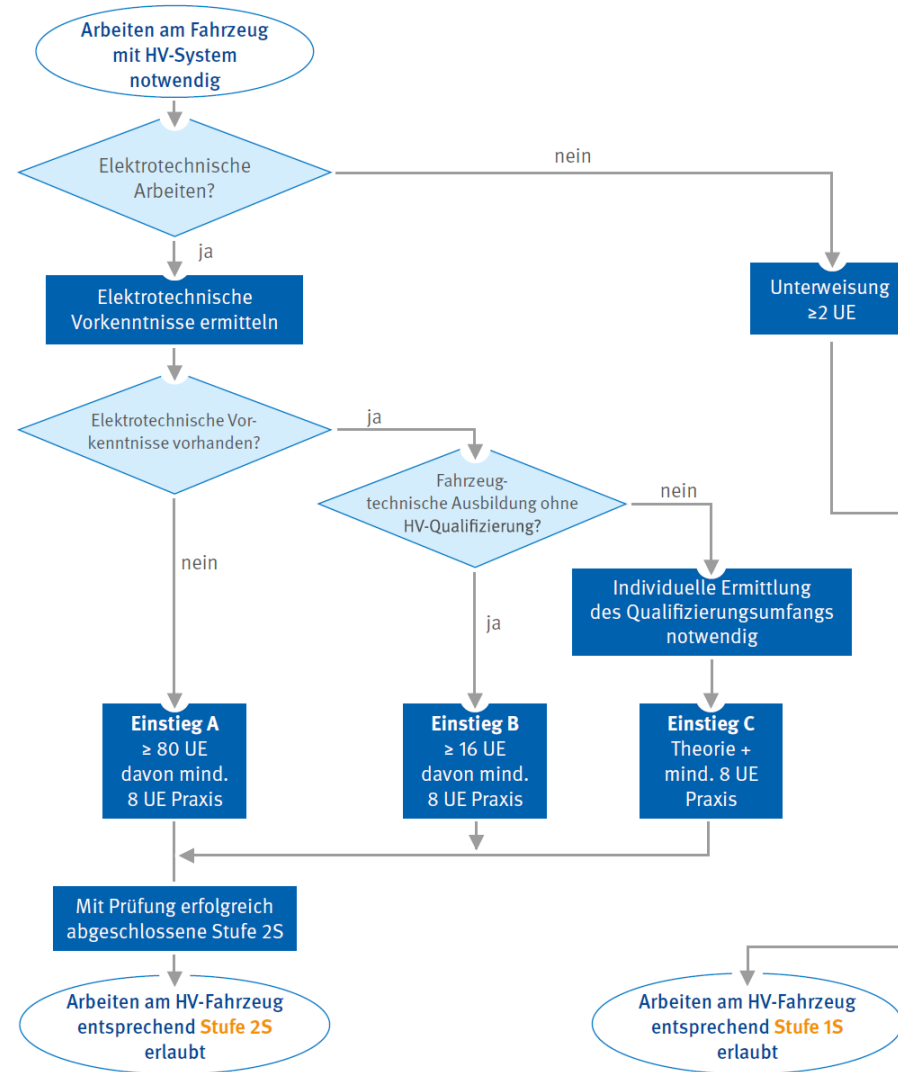 Arbeiten am Fahrzeug
mit HV-System
notwendig
Elektrotechnische
Arbeiten?
nein
ja
Elektrotechnische
Vorkenntnisse ermitteln
Unterweisung
≥2 UE
Elektrotechnische Vor-
kenntnisse vorhanden?
ja
Fahrzeug-
technische Ausbildung ohne
HV-Qualifizierung?
nein
nein
ja
Individuelle Ermittlung
des Qualifizierungsumfangs
notwendig
Einstieg A
≥ 80 UE
davon mind.
8 UE Praxis
Einstieg B
≥ 16 UE
davon mind.
8 UE Praxis
Einstieg C
Theorie +
mind. 8 UE
Praxis
Mit Prüfung erfolgreich
abgeschlossene Stufe 2S
Arbeiten am HV-Fahrzeug
entsprechend Stufe 2S
erlaubt
Arbeiten am HV-Fahrzeug
entsprechend Stufe 1S
erlaubt